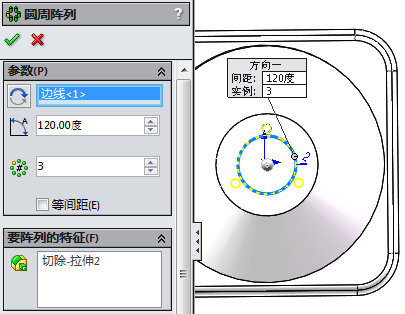 圆周阵列
?
参数(P)
边线<1>
120.00度
3
等间距(E)
要阵列的特征(F)
切除-拉伸2
方向一
间距: 120度
实例: 3